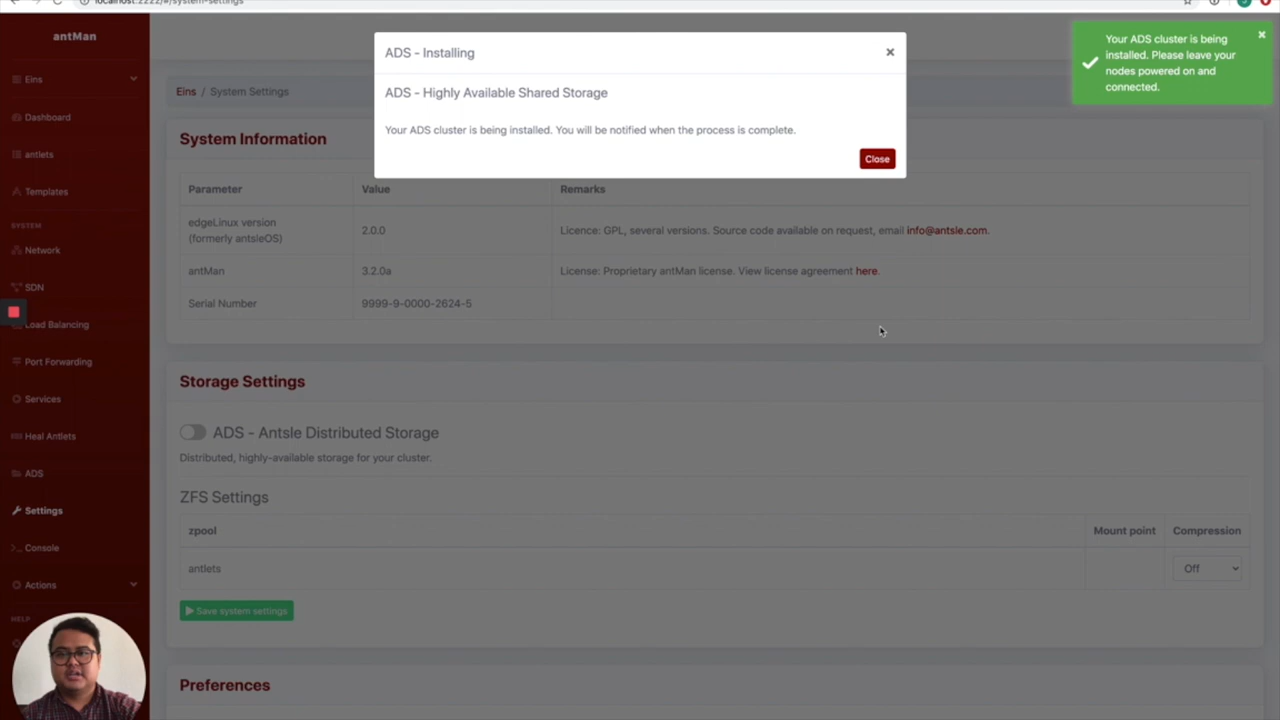 localhost:2222/#/system-settings
antMan
Eins
Dashboard
antlets
Templates
SYSTEM
Network
SDN
Load Balancing
Port Forwarding
Services
Heal Antlets
ADS
Settings
Console
Actions
HELP
ADS - Installing
×
ADS - Highly Available Shared Storage
Your ADS cluster is being installed. You will be notified when the process is complete.
Close
Your ADS cluster is being
installed. Please leave your
nodes powered on and
connected.
×
Eins / System Settings
System Information
Parameter Value Remarks
edgeLinux version
(formerly antsleOS)
2.0.0
Licence: GPL, several versions. Source code available on request, email info@antsle.com.
antMan 3.2.0a License: Proprietary antMan license. View license agreement here.
Serial Number 9999-9-0000-2624-5
Storage Settings
ADS - Antsle Distributed Storage
Distributed, highly-available storage for your cluster.
ZFS Settings
zpool Mount point Compression
antlets Off
Save system settings
Preferences